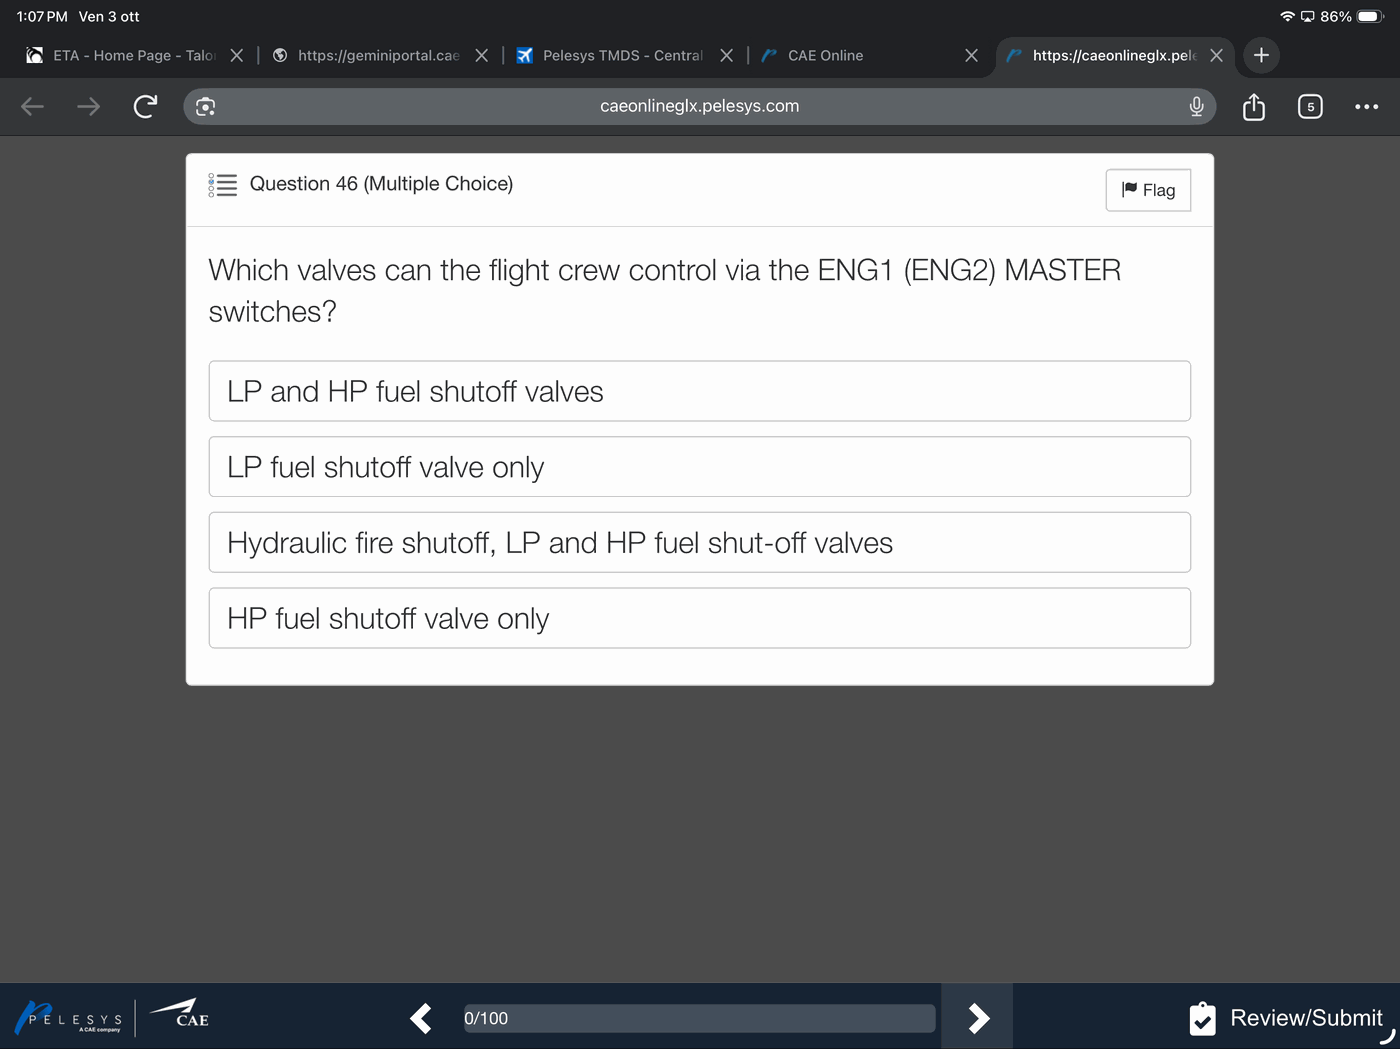 1:07 PM Ven 3 ott
86%
ETA - Home Page - Talo
https://geminiportal.cae
Pelesys TMDS - Central
CAE Online
https://caeonlineglx.pele
caeonlineglx.pelesys.com
5
Question 46 (Multiple Choice)
Flag
Which valves can the flight crew control via the ENG1 (ENG2) MASTER
switches?
LP and HP fuel shutoff valves
LP fuel shutoff valve only
Hydraulic fire shutoff, LP and HP fuel shut-off valves
HP fuel shutoff valve only
PELESYS
A CAE company
CAE
0/100
Review/Submit